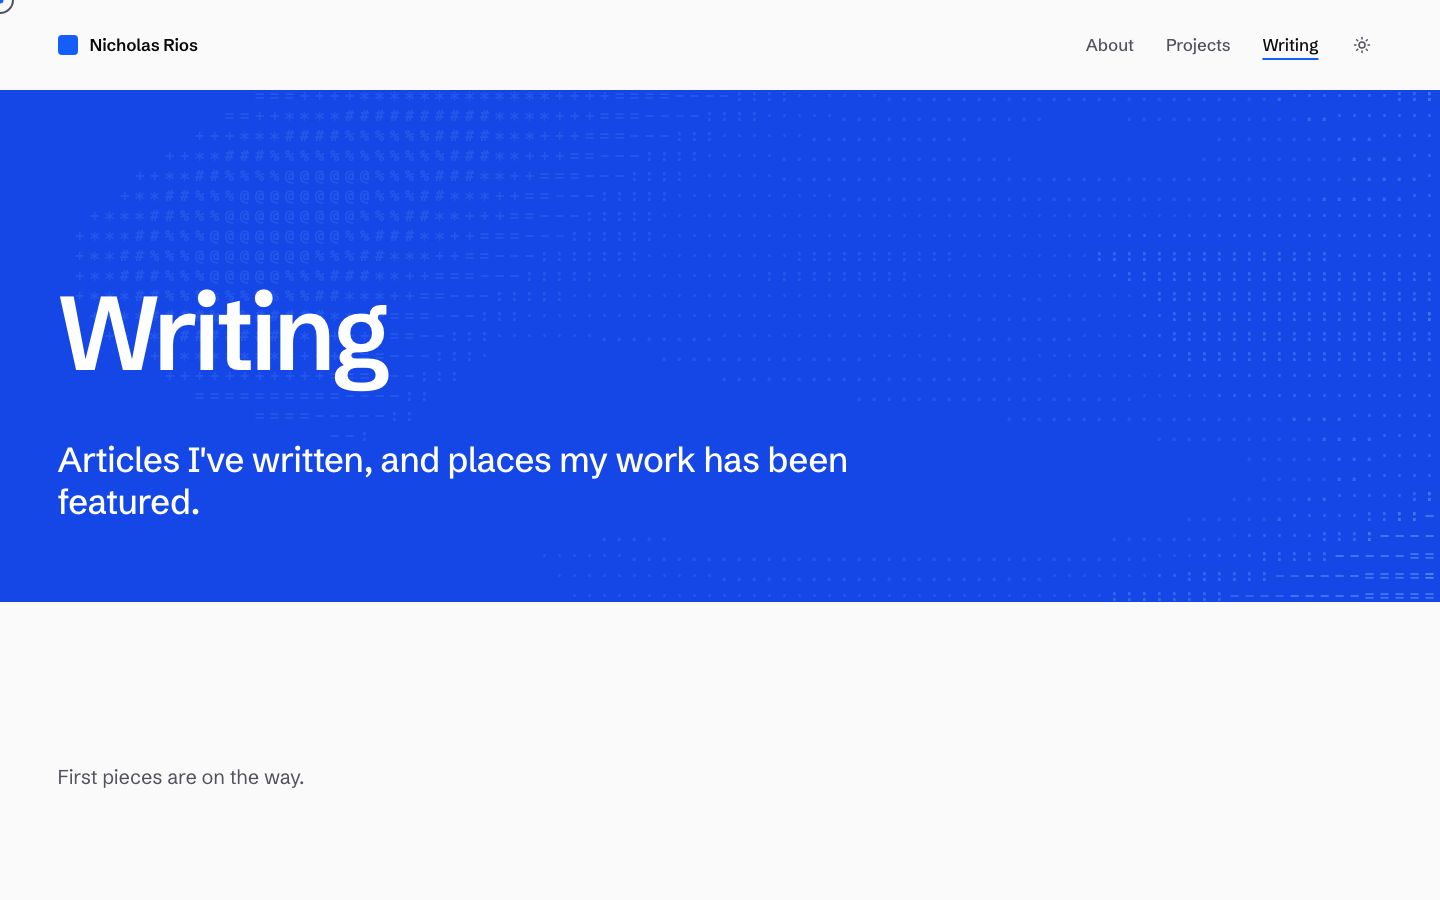 Nicholas Rios
About
Projects
Writing
Writing
Articles I've written, and places my work has been
featured.
First pieces are on the way.